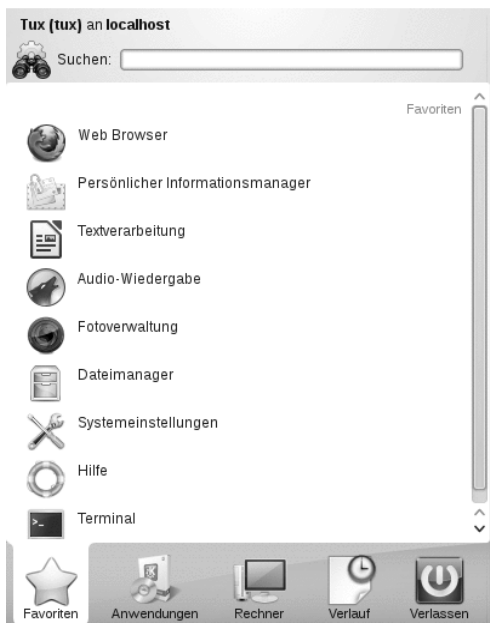 Tux (tux) an localhost
Suchen:
Favoriten
Web Browser
Persönlicher Informationsmanager
Textverarbeitung
Audio-Wiedergabe
Fotoverwaltung
Dateimanager
Systemeinstellungen
Hilfe
>_
Terminal
Favoriten
Anwendungen
Rechner
Verlauf
Verlassen